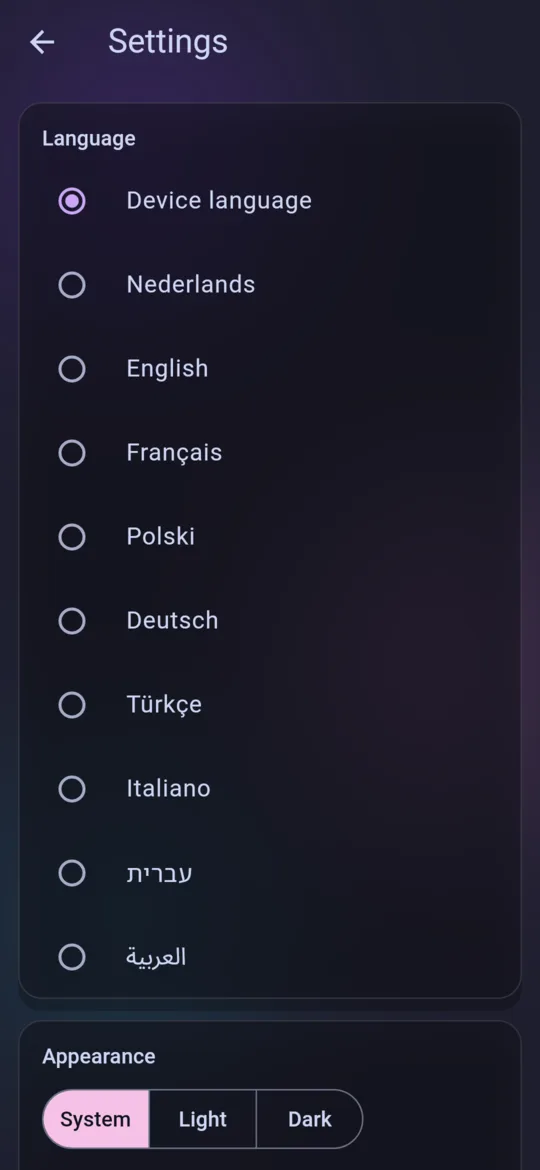 Settings
Language
Device language
Nederlands
English
Français
Polski
Deutsch
Türkçe
Italiano
עברית
العربية
Appearance
System Light Dark